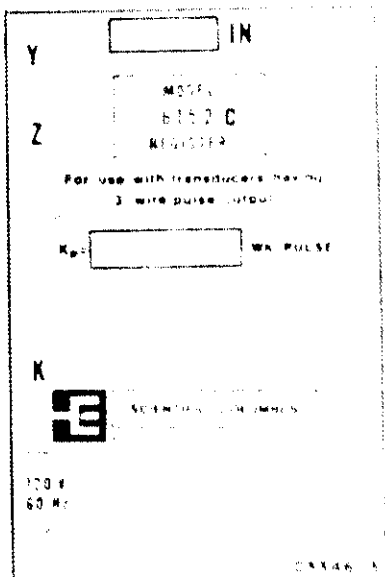 IN
Y
MODEL
6152 C
Z
REGISTER
For use with transducers having
3 wire pulse output
Kp= WH PULSE
K
SCIENTIFIC COLUMBUS
120 V
60 Hz